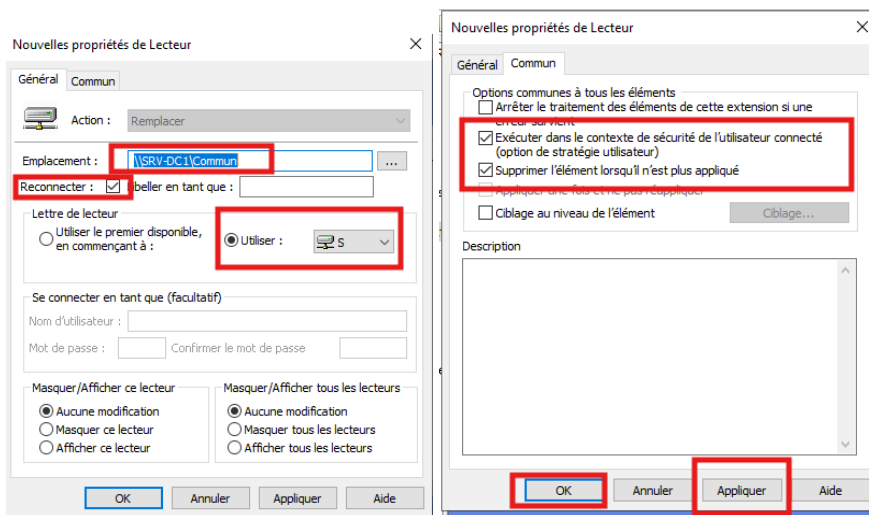 Nouvelles propriétés de Lecteur
Général Commun
Action : Remplacer
Emplacement : \\SRV-DC1\Commun ...
Reconnecter : Libeller en tant que :
Lettre de lecteur
Utiliser le premier disponible,
en commençant à :
Utiliser : S
Se connecter en tant que (facultatif)
Nom d'utilisateur :
Mot de passe : Confirmer le mot de passe
Masquer/Afficher ce lecteur
Aucune modification
Masquer ce lecteur
Afficher ce lecteur
Masquer/Afficher tous les lecteurs
Aucune modification
Masquer tous les lecteurs
Afficher tous les lecteurs
OK Annuler Appliquer Aide
Nouvelles propriétés de Lecteur
Général Commun
Options communes à tous les éléments
Arrêter le traitement des éléments de cette extension si une
erreur survient
Exécuter dans le contexte de sécurité de l'utilisateur connecté
(option de stratégie utilisateur)
Supprimer l'élément lorsqu'il n'est plus appliqué
Appliquer une fois et ne pas réappliquer
Ciblage au niveau de l'élément Ciblage...
Description
OK Annuler Appliquer Aide